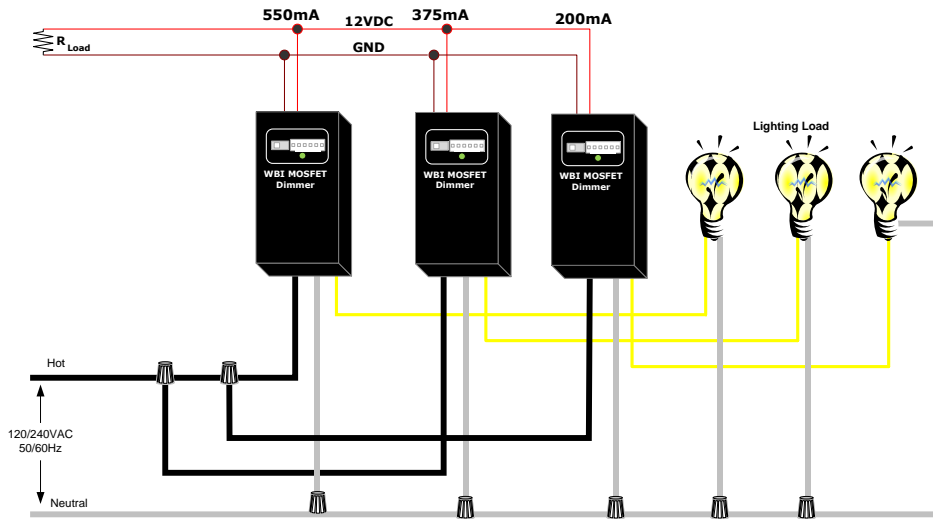 550mA
12VDC
375mA
200mA
R Load
GND
Lighting Load
WBI MOSFET
Dimmer
WBI MOSFET
Dimmer
WBI MOSFET
Dimmer
Hot
120/240VAC
50/60Hz
Neutral